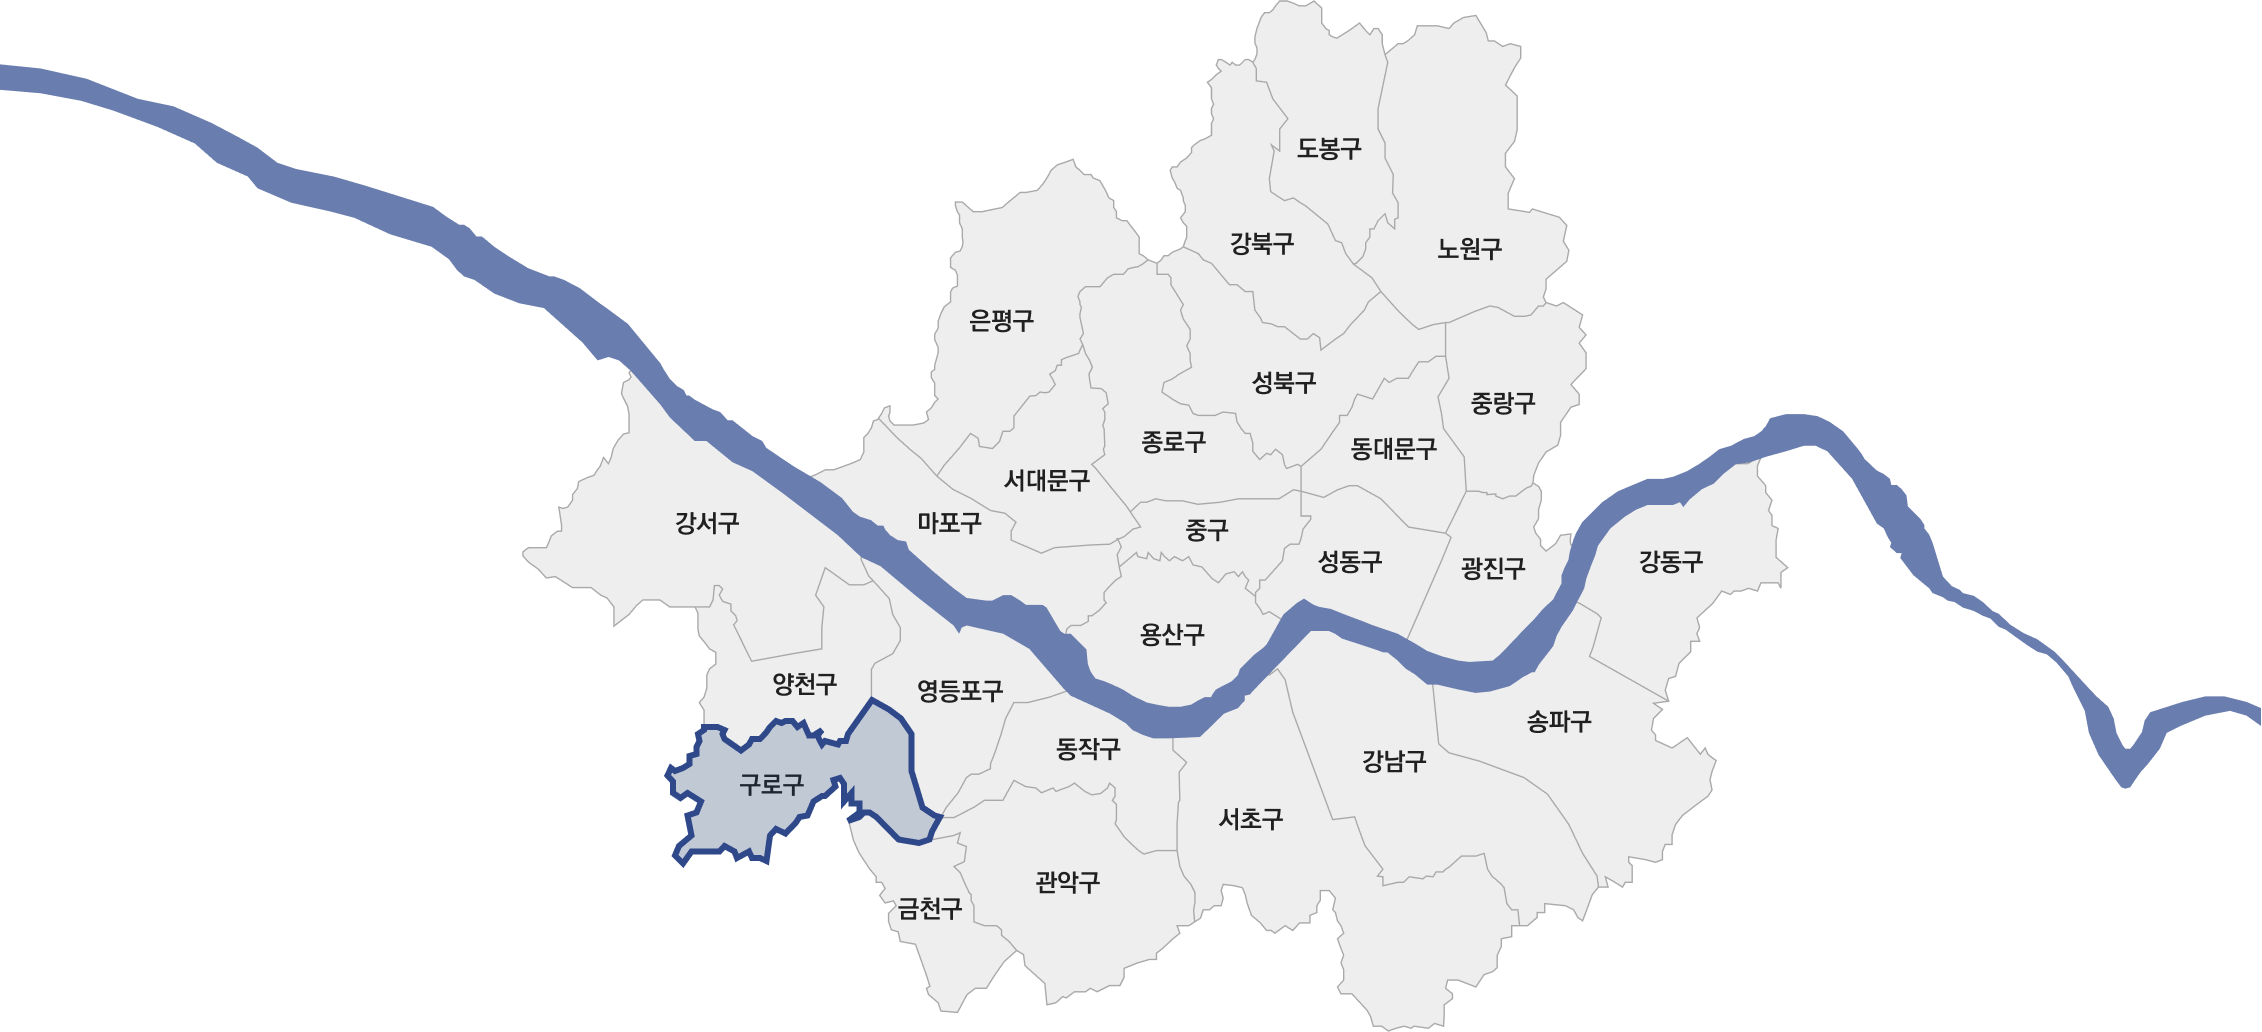 도봉구
강북구
노원구
은평구
성북구
중랑구
종로구
동대문구
서대문구
강서구
마포구
중구
성동구
광진구
강동구
용산구
양천구
영등포구
송파구
동작구
강남구
구로구
서초구
관악구
금천구